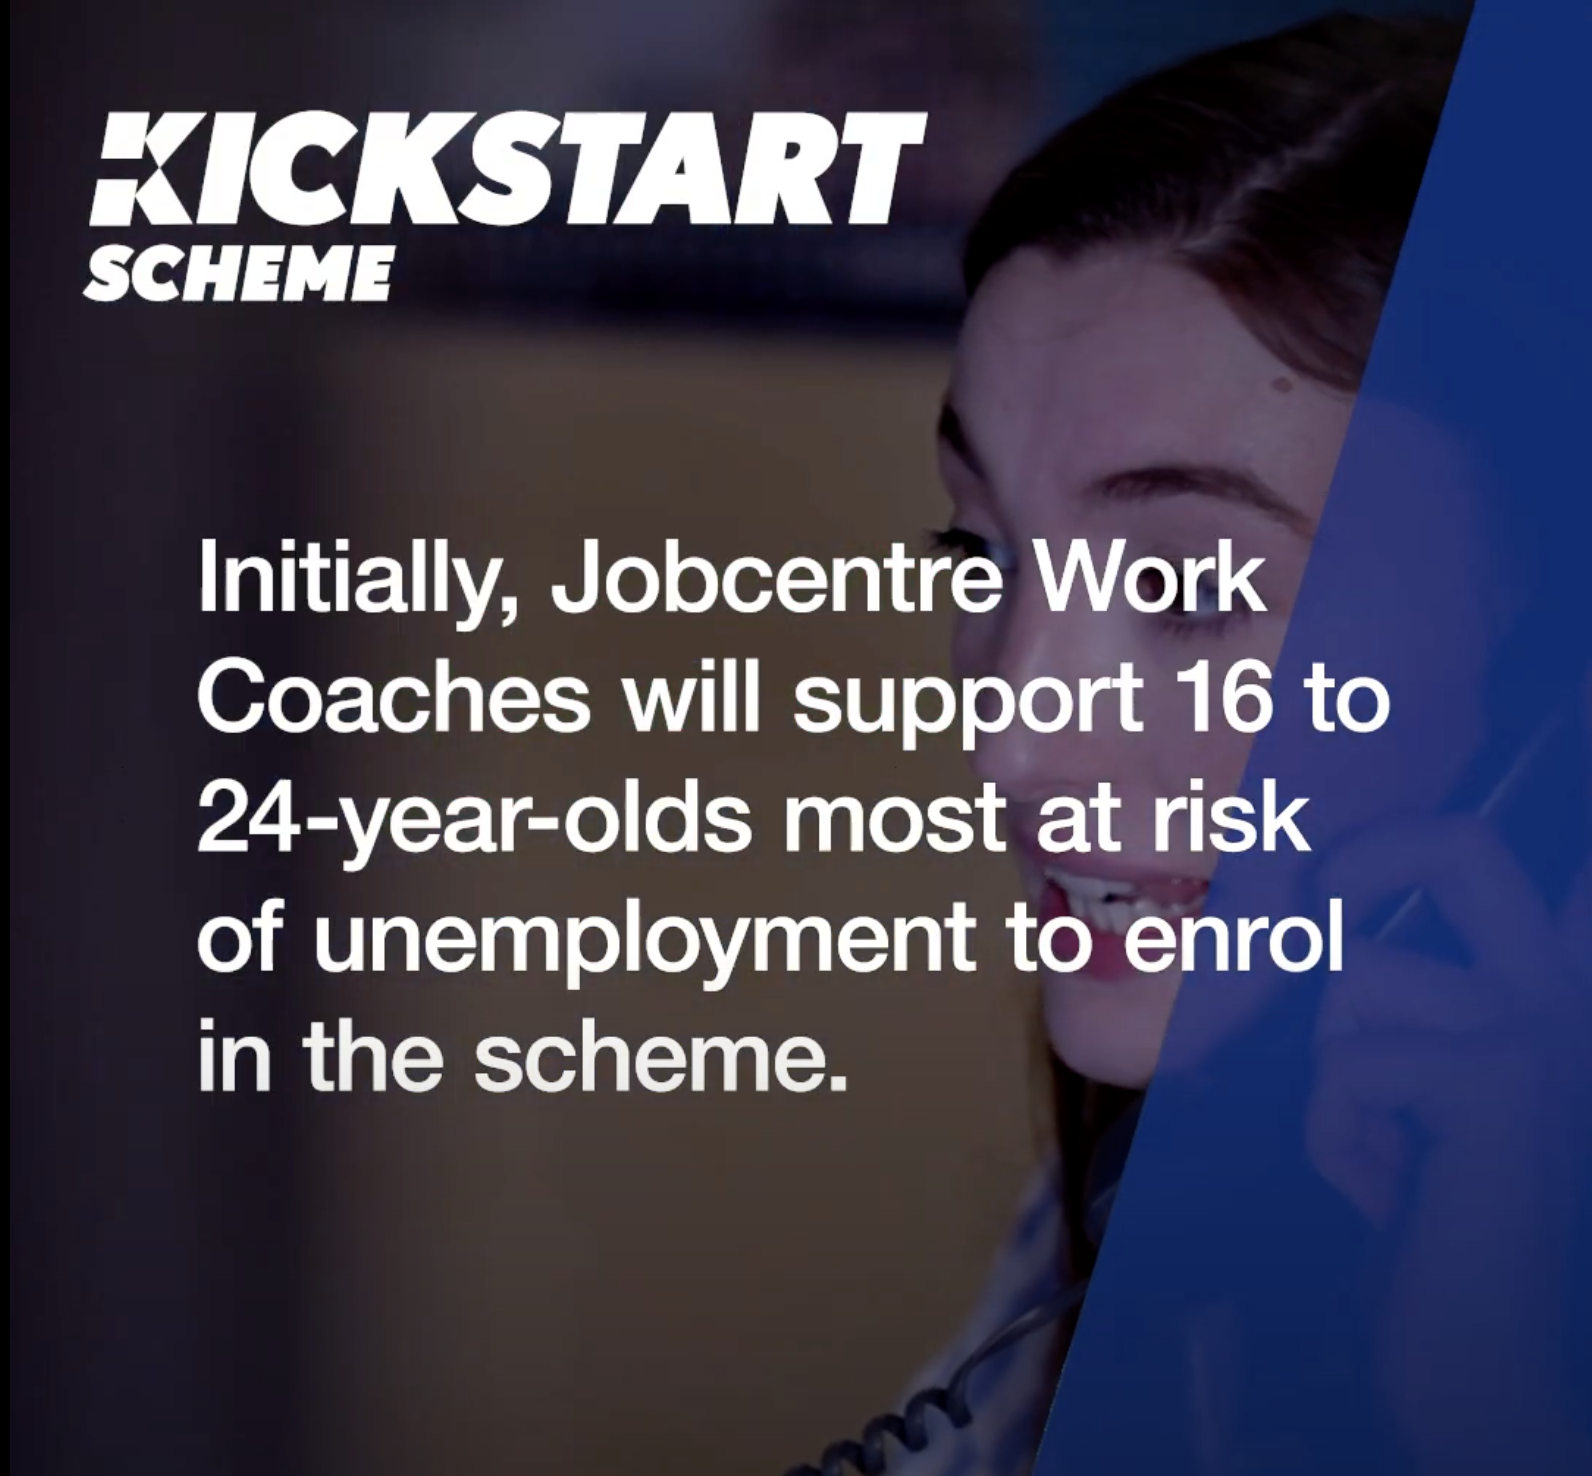 KICKSTART
SCHEME
Initially, Jobcentre Work
Coaches will support 16 to
24-year-olds most at risk
of unemployment to enrol
in the scheme.